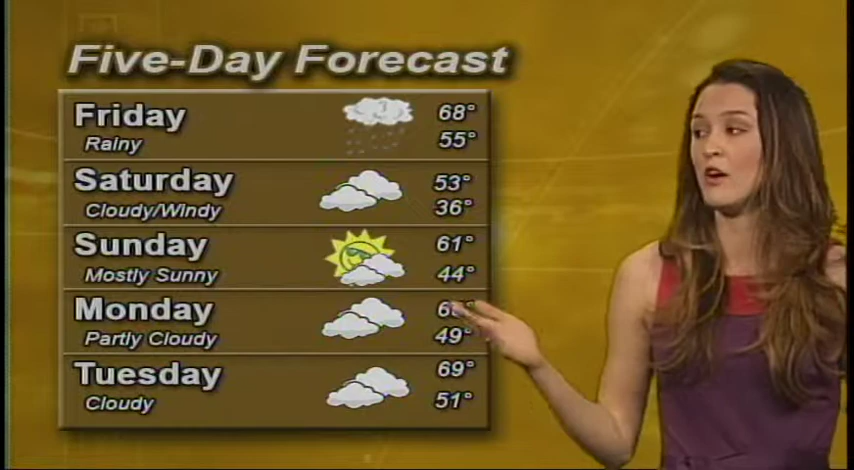 Five-Day Forecast
Friday 68°
Rainy 55°
Saturday 53°
Cloudy/Windy 36°
Sunday 61°
Mostly Sunny 44°
Monday
Partly Cloudy 49°
Tuesday 69°
Cloudy 51°